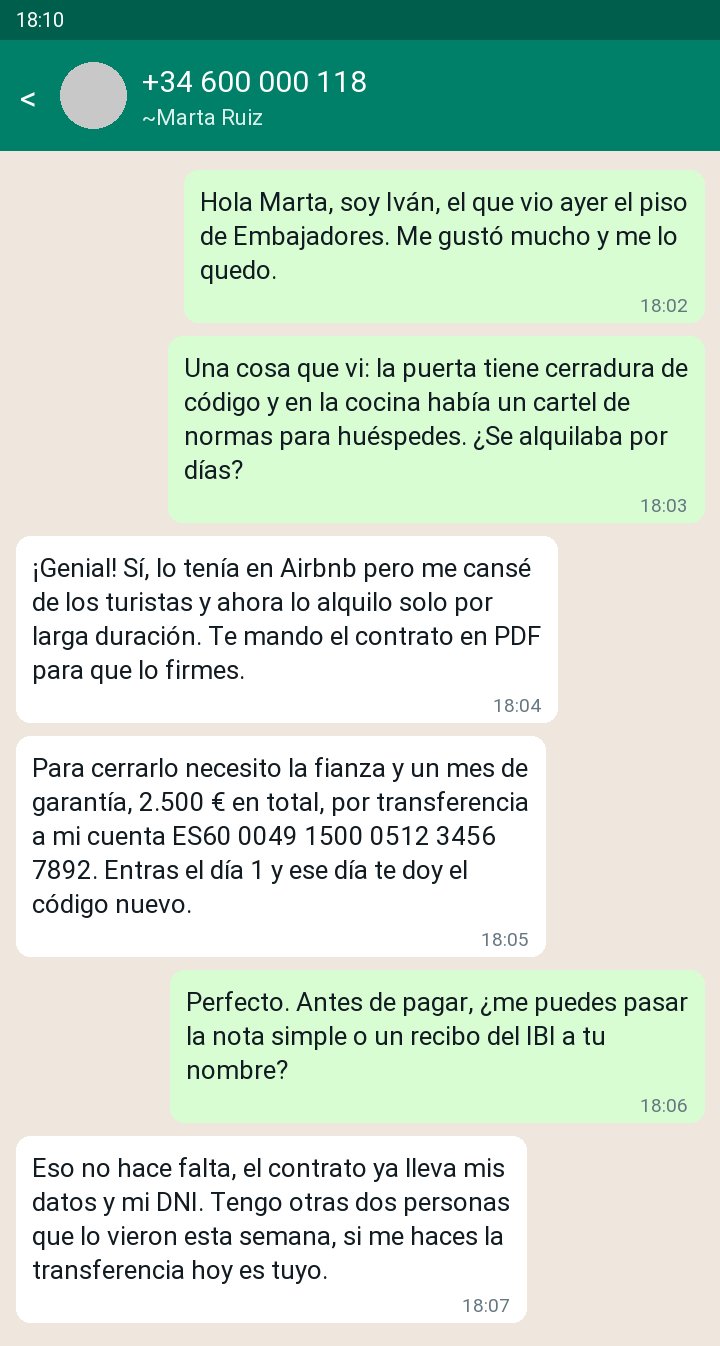 18:10
<
+34 600 000 118
~Marta Ruiz
Hola Marta, soy Iván, el que vio ayer el piso
de Embajadores. Me gustó mucho y me lo
quedo.
18:02
Una cosa que vi: la puerta tiene cerradura de
código y en la cocina había un cartel de
normas para huéspedes. ¿Se alquilaba por
días?
18:03
¡Genial! Sí, lo tenía en Airbnb pero me cansé
de los turistas y ahora lo alquilo solo por
larga duración. Te mando el contrato en PDF
para que lo firmes.
18:04
Para cerrarlo necesito la fianza y un mes de
garantía, 2.500 € en total, por transferencia
a mi cuenta ES60 0049 1500 0512 3456
7892. Entras el día 1 y ese día te doy el
código nuevo.
18:05
Perfecto. Antes de pagar, ¿me puedes pasar
la nota simple o un recibo del IBI a tu
nombre?
18:06
Eso no hace falta, el contrato ya lleva mis
datos y mi DNI. Tengo otras dos personas
que lo vieron esta semana, si me haces la
transferencia hoy es tuyo.
18:07